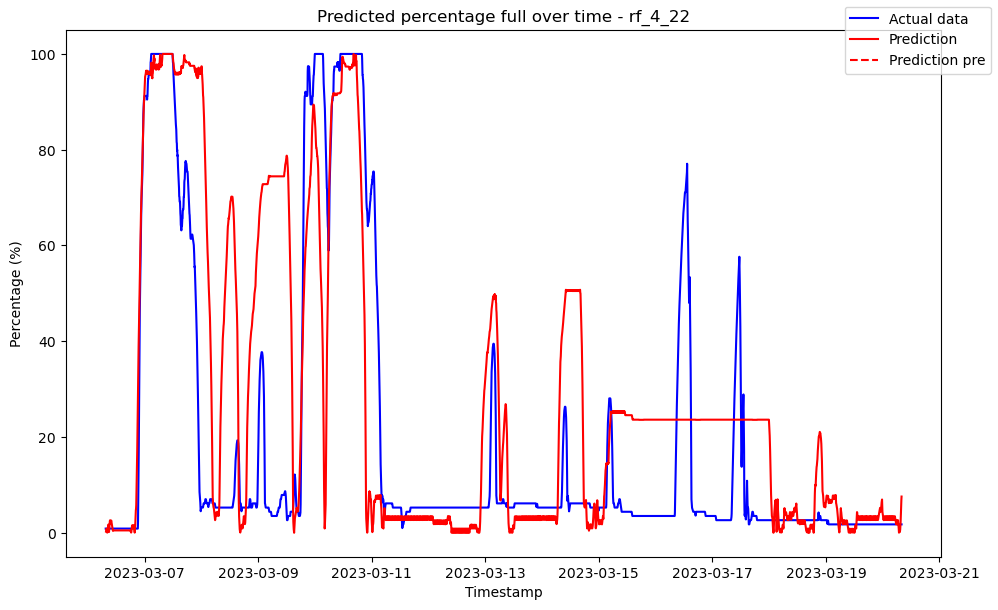 Predicted percentage full over time - rf_4_22
Actual data
Prediction
Prediction pre
Percentage (%)
100
80
60
40
20
0
2023-03-07
2023-03-09
2023-03-11
2023-03-13
2023-03-15
2023-03-17
2023-03-19
2023-03-21
Timestamp